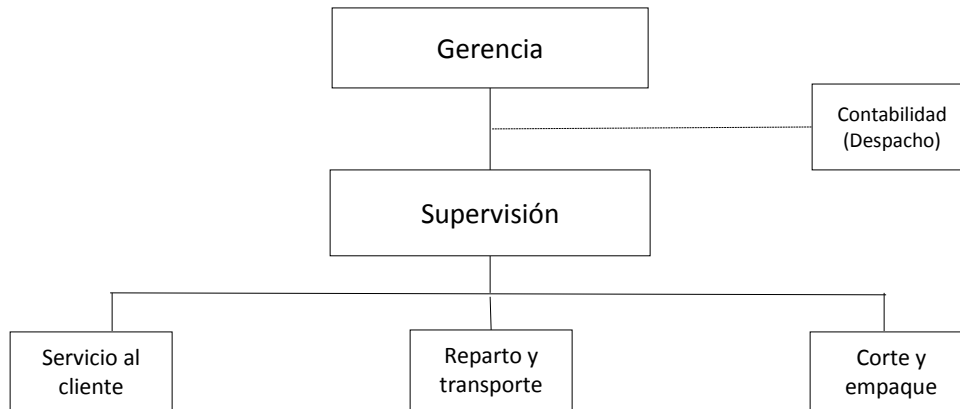 Gerencia
Contabilidad
(Despacho)
Supervisión
Servicio al
cliente
Reparto y
transporte
Corte y
empaque